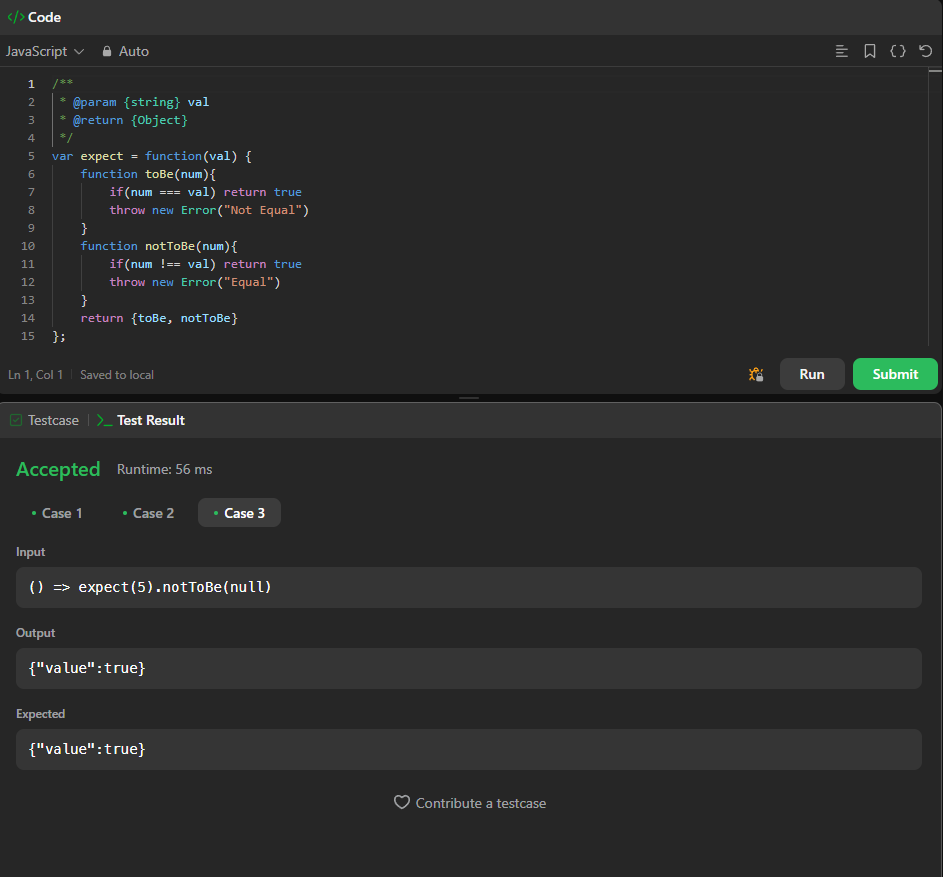 </> Code
JavaScript Auto
1 /**
2 * @param {string} val
3 * @return {Object}
4 */
5 var expect = function(val) {
6 function toBe(num){
7 if(num === val) return true
8 throw new Error("Not Equal")
9 }
10 function notToBe(num){
11 if(num !== val) return true
12 throw new Error("Equal")
13 }
14 return {toBe, notToBe}
15 };
Ln 1, Col 1 Saved to local Run Submit
Testcase >_ Test Result
Accepted Runtime: 56 ms
• Case 1 • Case 2 • Case 3
Input
() => expect(5).notToBe(null)
Output
{"value":true}
Expected
{"value":true}
Contribute a testcase